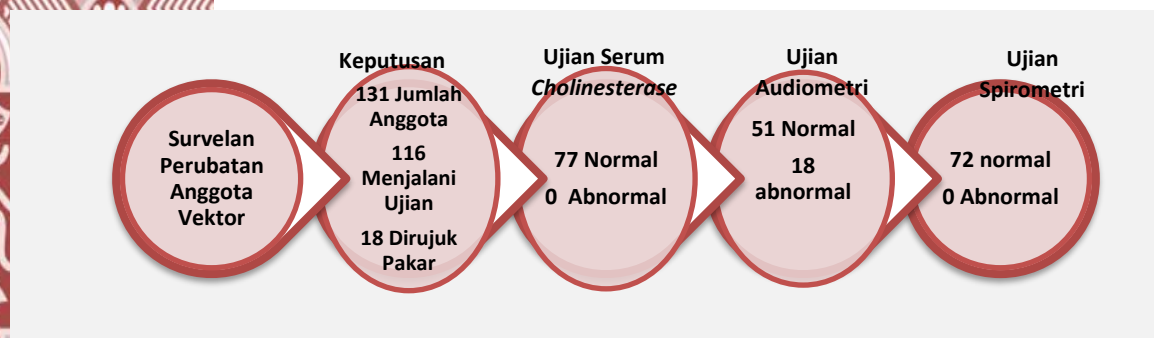 Survelan
Perubatan
Anggota
Vektor
Keputusan
131 Jumlah
Anggota
116
Menjalani
Ujian
18 Dirujuk
Pakar
Ujian Serum
Cholinesterase
77 Normal
0 Abnormal
Ujian
Audiometri
51 Normal
18
abnormal
Ujian
Spirometri
72 normal
0 Abnormal